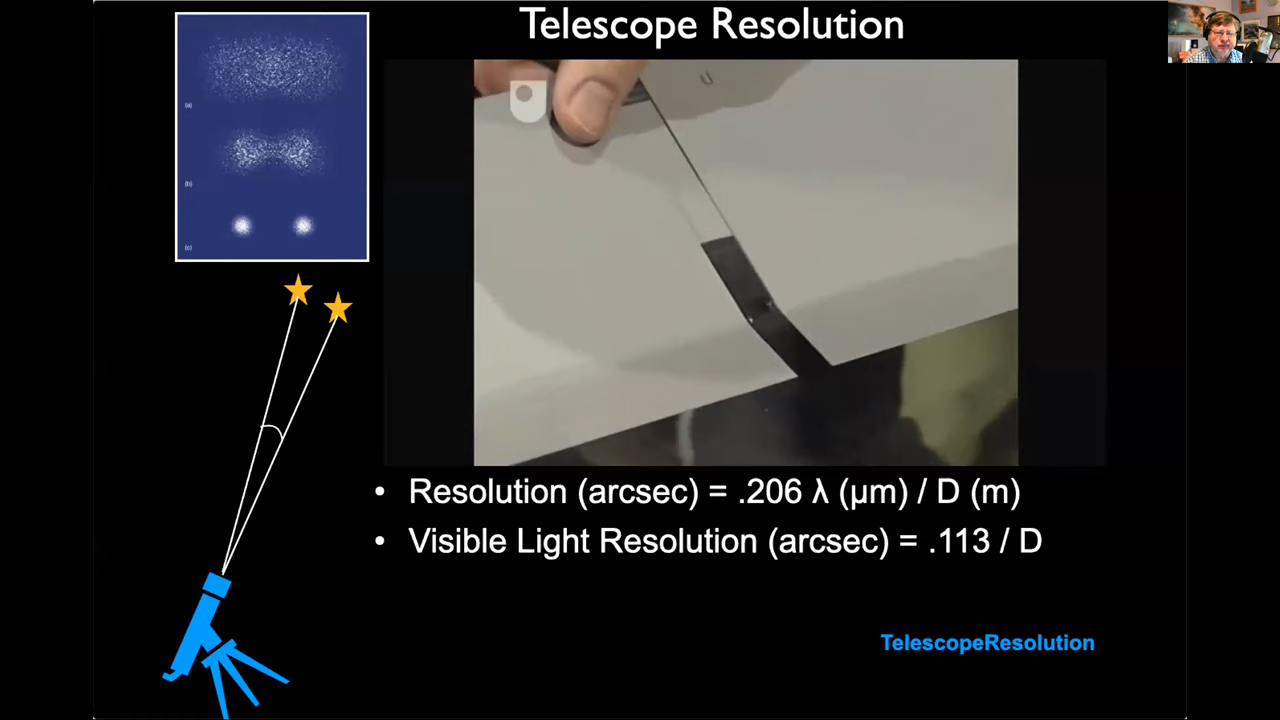 Telescope Resolution
(a)
(b)
(c)
• Resolution (arcsec) = .206 λ (µm) / D (m)
• Visible Light Resolution (arcsec) = .113 / D
TelescopeResolution